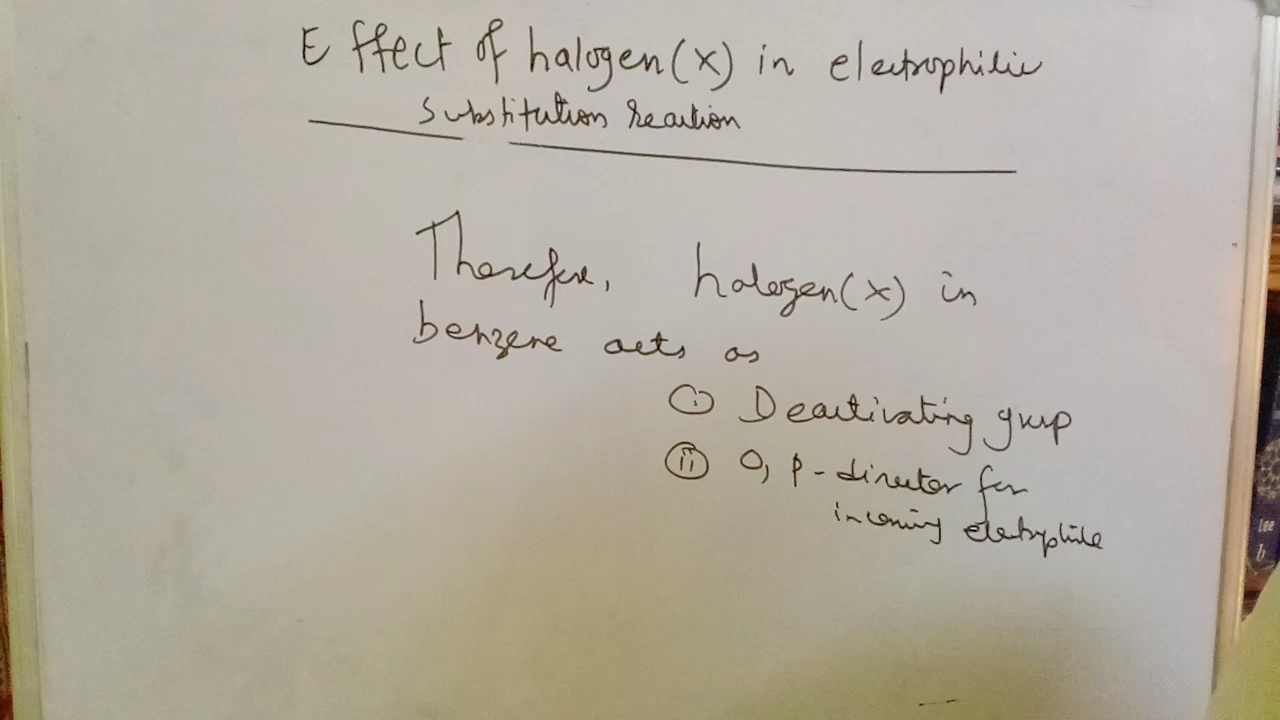 Effect of halogen(x) in electrophilic
substitution reaction
Therefore, halogen(x) in
benzene acts as
(i) Deactivating group
(ii) O, p-director for
incoming electrophile
Lee